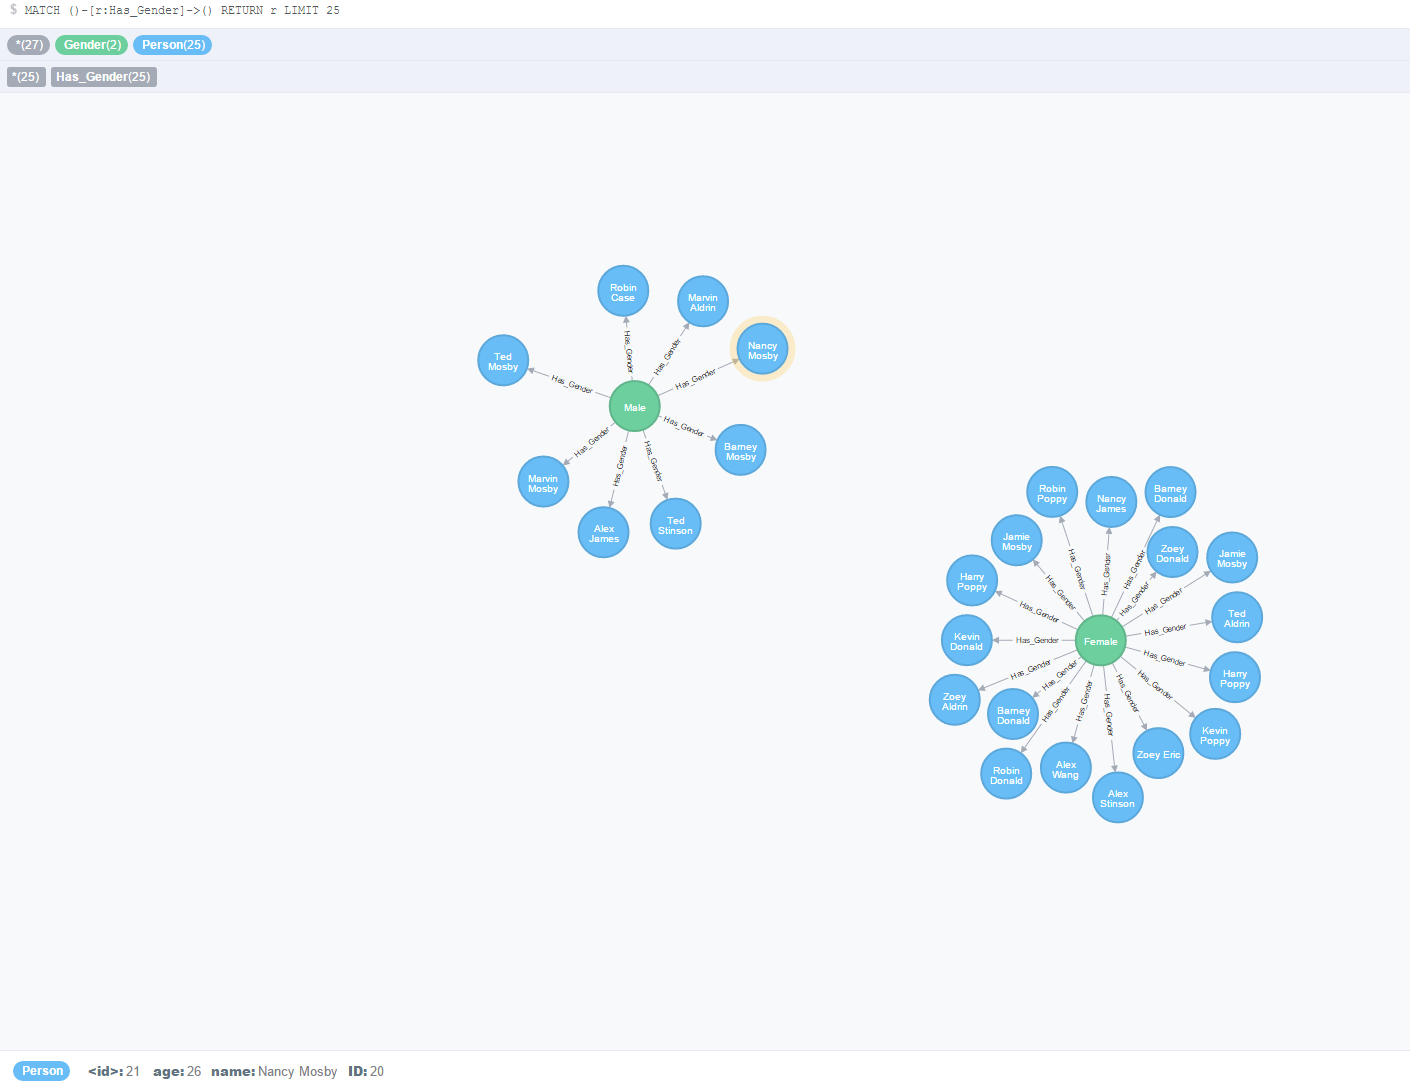 $ MATCH ()-[r:Has_Gender]->() RETURN r LIMIT 25
*(27) Gender(2) Person(25)
*(25) Has_Gender(25)
Robin
Case
Marvin
Aldrin
Nancy
Mosby
Ted
Mosby
Has_Gender
Has_Gender
Has_Gender
Has_Gender
Male
Has_Gender
Has_Gender
Has_Gender
Has_Gender
Barney
Mosby
Marvin
Mosby
Alex
James
Ted
Stinson
Robin
Poppy
Nancy
James
Barney
Donald
Jamie
Mosby
Zoey
Donald
Jamie
Mosby
Harry
Poppy
Has_Gender
Has_Gender
Has_Gender
Has_Gender
Has_Gender
Has_Gender
Has_Gender
Ted
Aldrin
Kevin
Donald
Has_Gender
Female
Has_Gender
Has_Gender
Harry
Poppy
Has_Gender
Has_Gender
Has_Gender
Has_Gender
Has_Gender
Has_Gender
Has_Gender
Zoey
Aldrin
Barney
Donald
Kevin
Poppy
Zoey Eric
Robin
Donald
Alex
Wang
Alex
Stinson
Person <id>: 21 age: 26 name: Nancy Mosby ID: 20